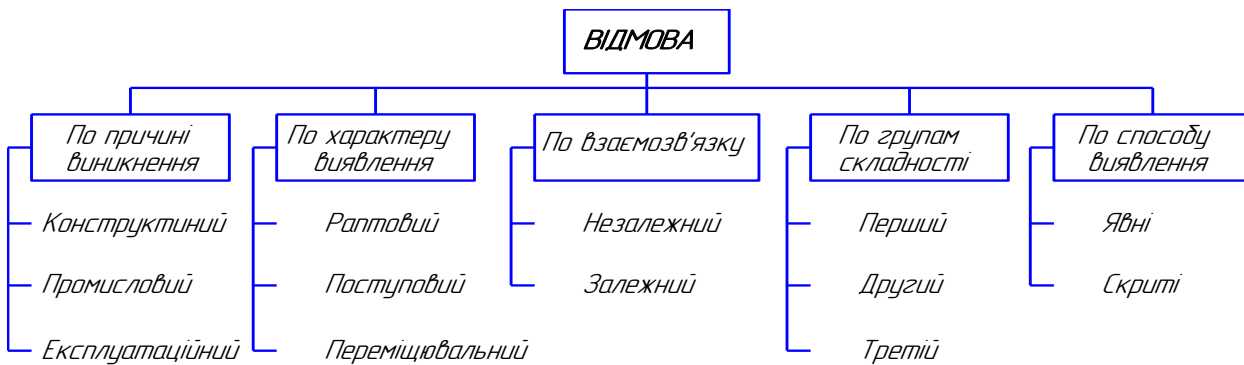 ВІДМОВА
По причині
виникнення
Конструктиний
Промисловий
Експлуатаційний
По характеру
виявлення
Раптовий
Поступовий
Переміщювальний
По взаємозв'язку
Незалежний
Залежний
По групам
складності
Перший
Другий
Третій
По способу
виявлення
Явні
Скриті